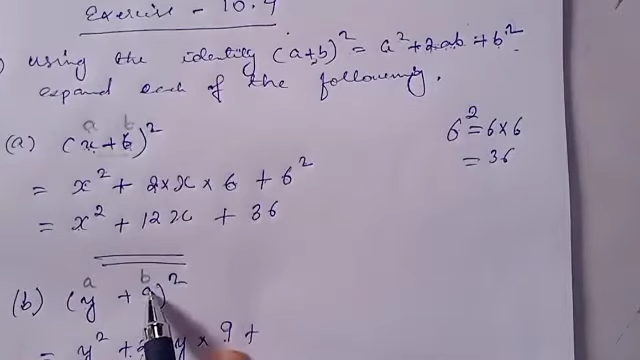 Exercise - 10.4
) using the identity (a+b)² = a²+2ab+b²
expand each of the following.
(a) (x+6)²
a b
= x² + 2×x×6 + 6²
= x² + 12x + 36
6² = 6×6
= 36
a b
(b) (y + 9)²
= y² + y × 9 +